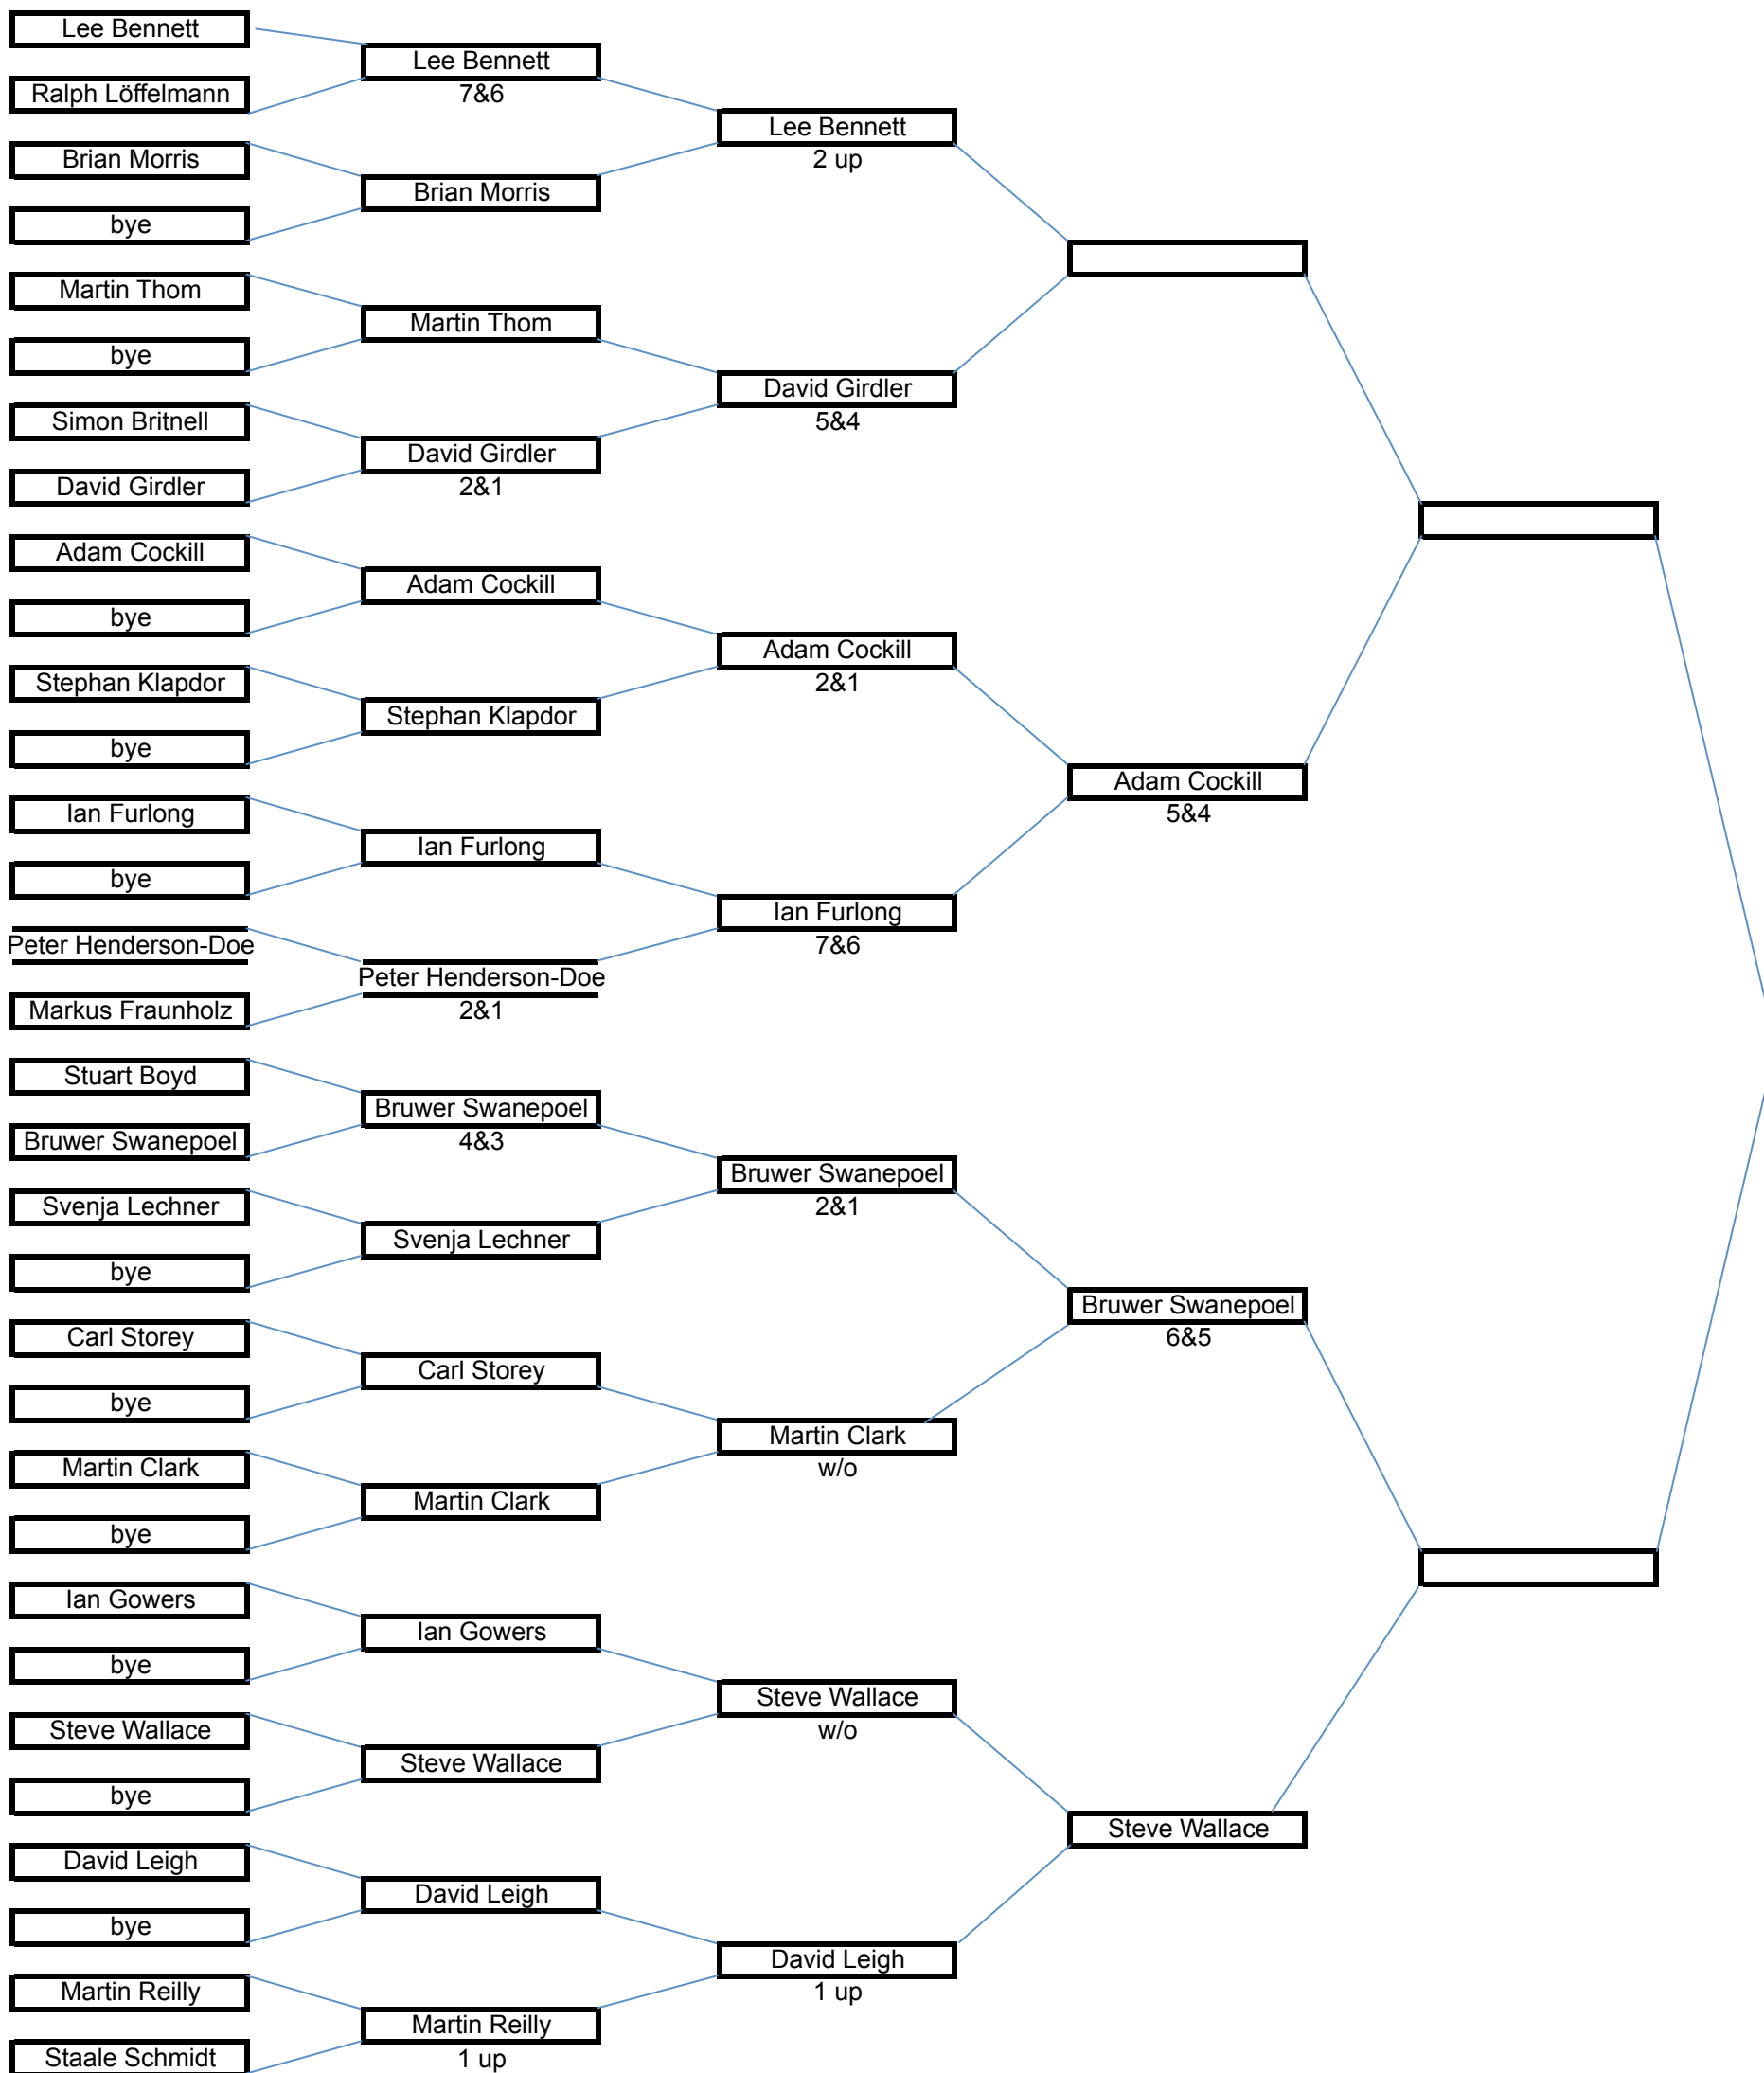 Lee Bennett
Ralph Löffelmann
Brian Morris
bye
Martin Thom
bye
Simon Britnell
David Girdler
Adam Cockill
bye
Stephan Klapdor
bye
Ian Furlong
bye
Peter Henderson-Doe
Markus Fraunholz
Stuart Boyd
Bruwer Swanepoel
Svenja Lechner
bye
Carl Storey
bye
Martin Clark
bye
Ian Gowers
bye
Steve Wallace
bye
David Leigh
bye
Martin Reilly
Staale Schmidt
Lee Bennett
7&6
Brian Morris
Martin Thom
David Girdler
2&1
Adam Cockill
Stephan Klapdor
Ian Furlong
Peter Henderson-Doe
2&1
Bruwer Swanepoel
4&3
Svenja Lechner
Carl Storey
Martin Clark
Ian Gowers
Steve Wallace
David Leigh
Martin Reilly
1 up
Lee Bennett
2 up
David Girdler
5&4
Adam Cockill
2&1
Ian Furlong
7&6
Bruwer Swanepoel
2&1
Martin Clark
w/o
Steve Wallace
w/o
David Leigh
1 up
Adam Cockill
5&4
Bruwer Swanepoel
6&5
Steve Wallace